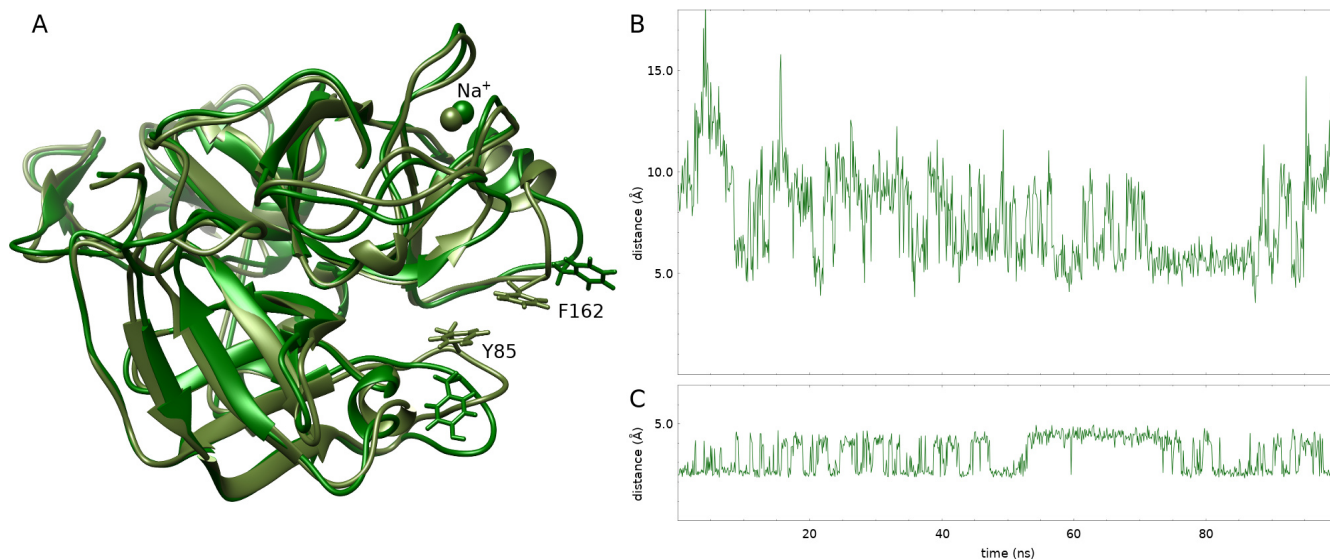 A
Na+
F162
Y85
B
15.0
10.0
5.0
distance (Å)
C
5.0
distance (Å)
20
40
60
80
time (ns)